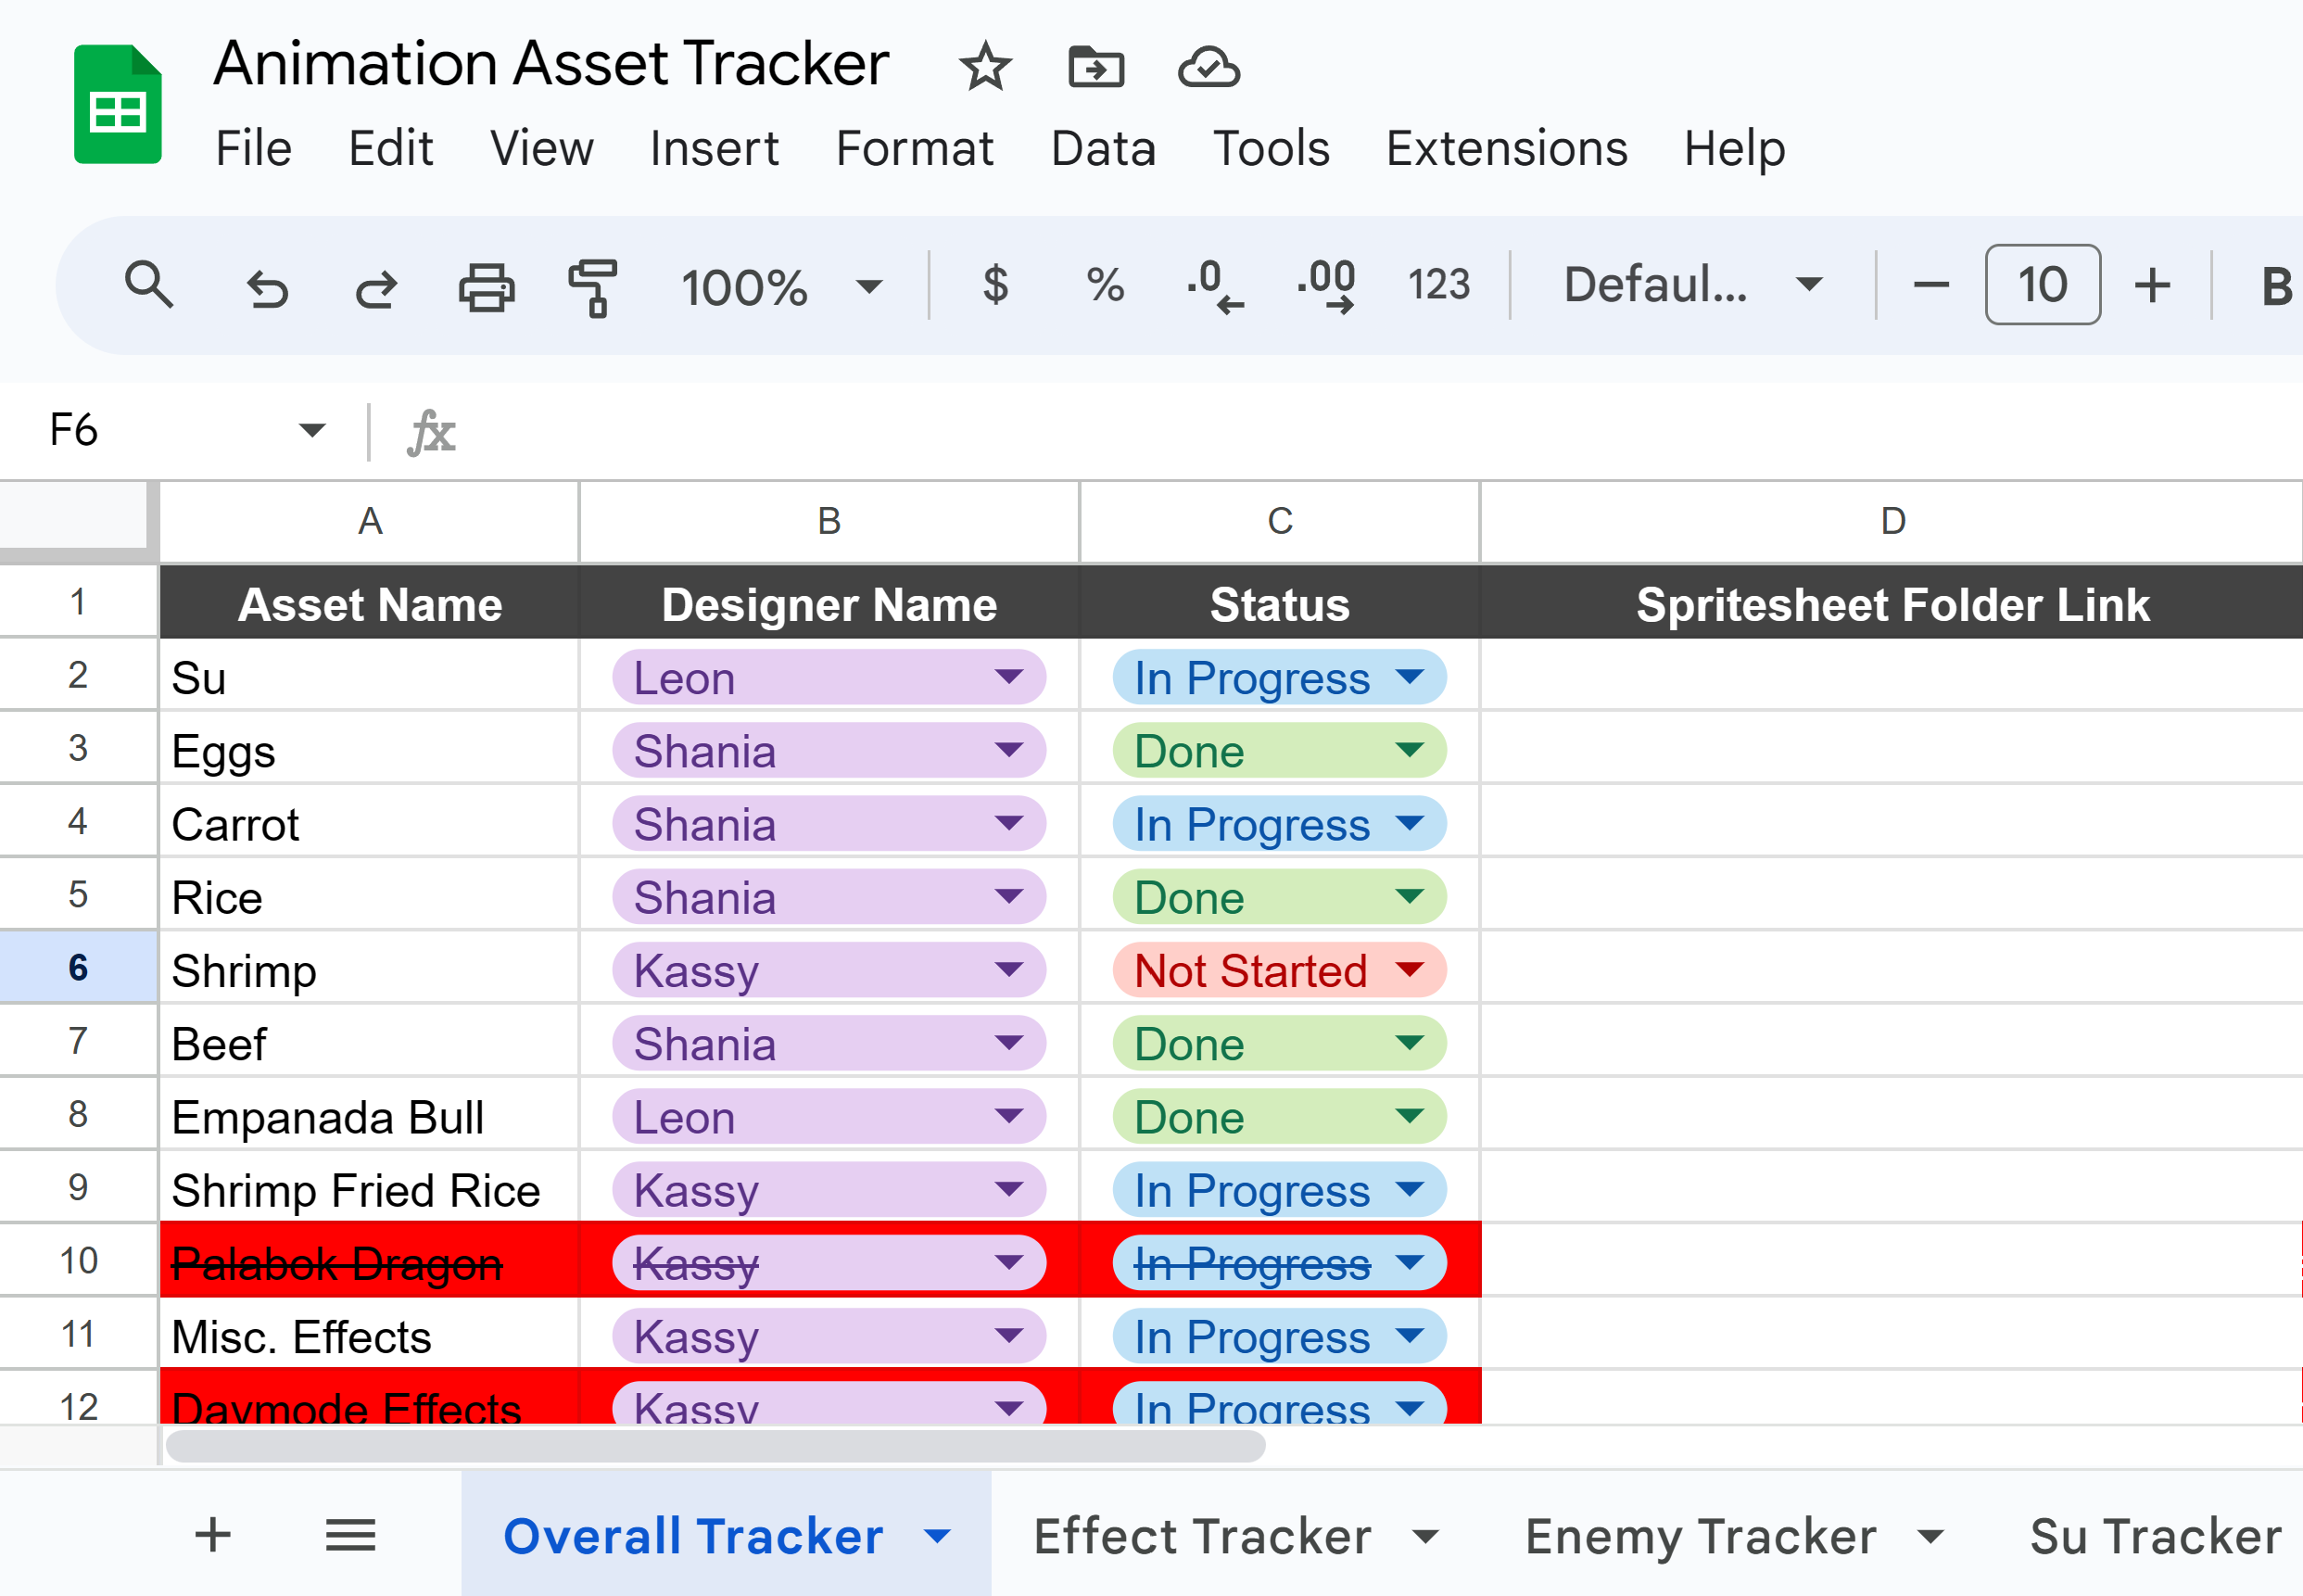 Animation Asset Tracker
File Edit View Insert Format Data Tools Extensions Help
100% $ % .0 .00 123 Defaul... 10 B
F6 fx
A B C D
1 Asset Name Designer Name Status Spritesheet Folder Link
2 Su Leon In Progress
3 Eggs Shania Done
4 Carrot Shania In Progress
5 Rice Shania Done
6 Shrimp Kassy Not Started
7 Beef Shania Done
8 Empanada Bull Leon Done
9 Shrimp Fried Rice Kassy In Progress
10 Palabok Dragon Kassy In Progress
11 Misc. Effects Kassy In Progress
12 Daymode Effects Kassy In Progress
Overall Tracker Effect Tracker Enemy Tracker Su Tracker